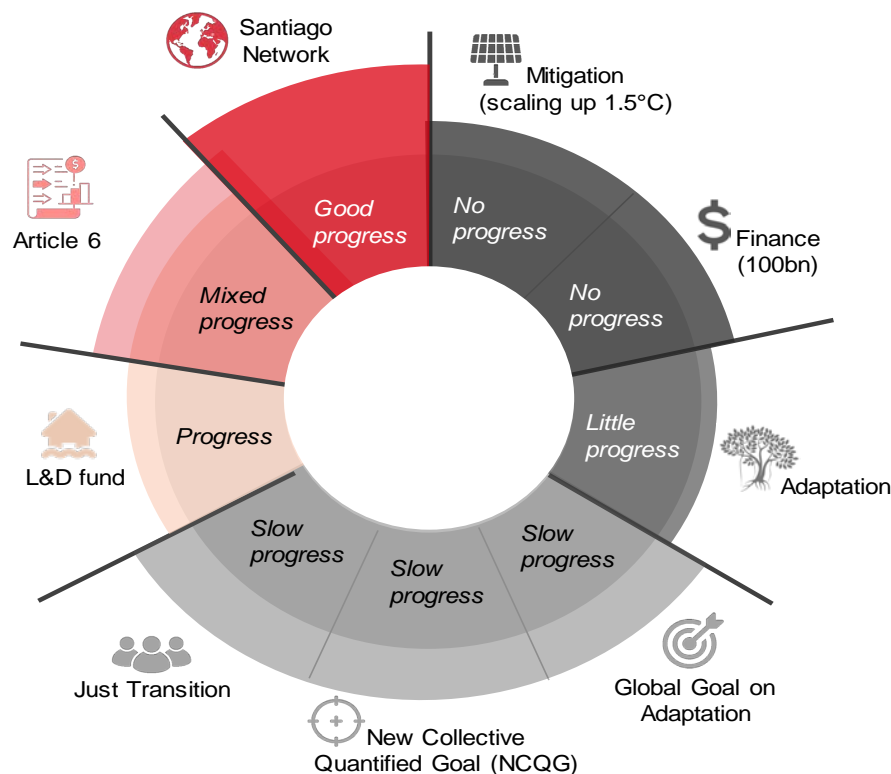 Santiago
Network
Mitigation
(scaling up 1.5°C)
$
Article 6
Good
progress
No
progress
$ Finance
(100bn)
Mixed
progress
No
progress
L&D fund
Progress
Little
progress
Adaptation
Slow
progress
Slow
progress
Slow
progress
Just Transition
New Collective
Quantified Goal (NCQG)
Global Goal on
Adaptation